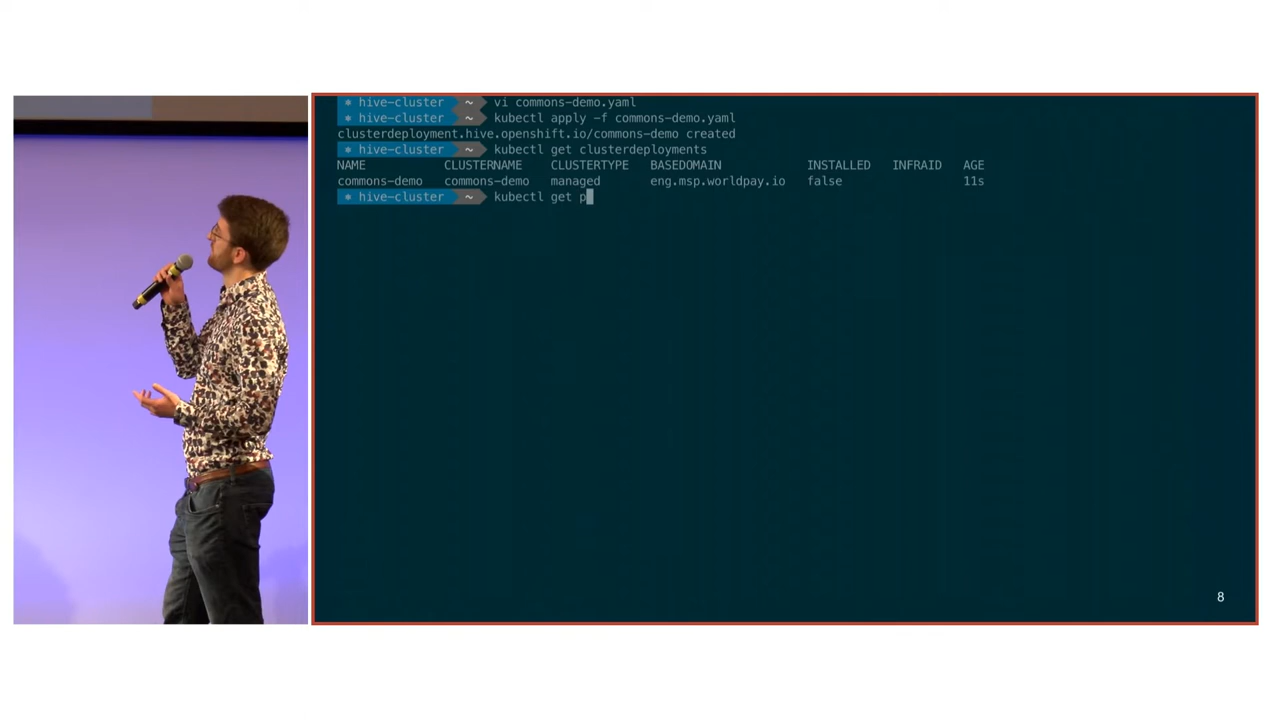 ✱ hive-cluster ~ vi commons-demo.yaml
✱ hive-cluster ~ kubectl apply -f commons-demo.yaml
clusterdeployment.hive.openshift.io/commons-demo created
✱ hive-cluster ~ kubectl get clusterdeployments
NAME CLUSTERNAME CLUSTERTYPE BASEDOMAIN INSTALLED INFRAID AGE
commons-demo commons-demo managed eng.msp.worldpay.io false 11s
✱ hive-cluster ~ kubectl get p
8